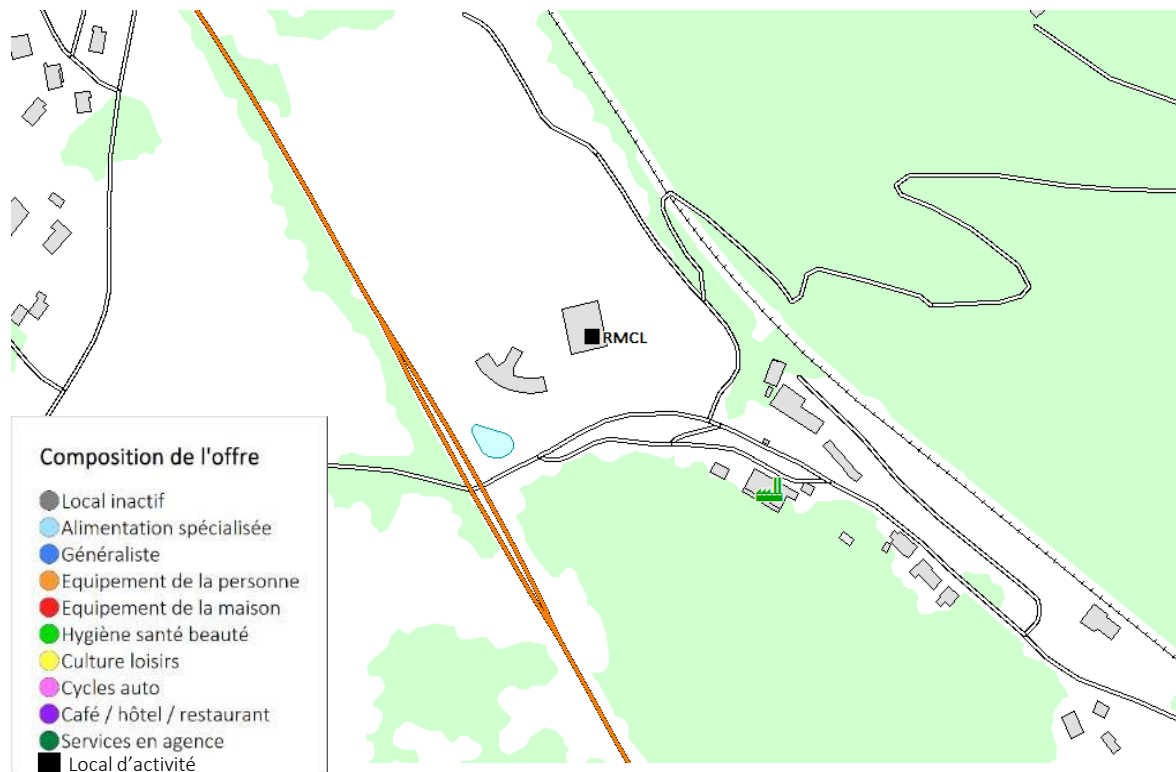 RMCL
Composition de l'offre
Local inactif
Alimentation spécialisée
Généraliste
Equipement de la personne
Equipement de la maison
Hygiène santé beauté
Culture loisirs
Cycles auto
Café / hôtel / restaurant
Services en agence
Local d’activité